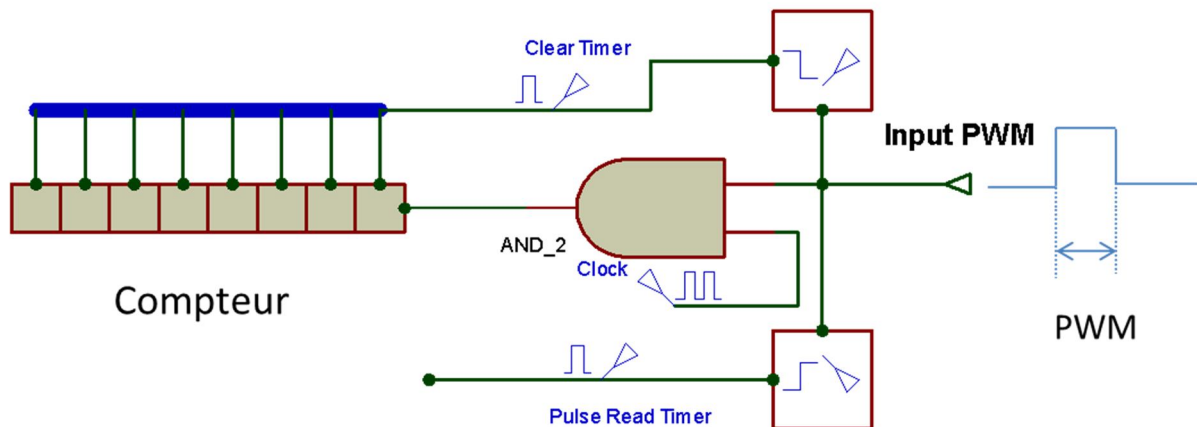 Clear Timer
Input PWM
AND_2
Clock
Compteur
PWM
Pulse Read Timer